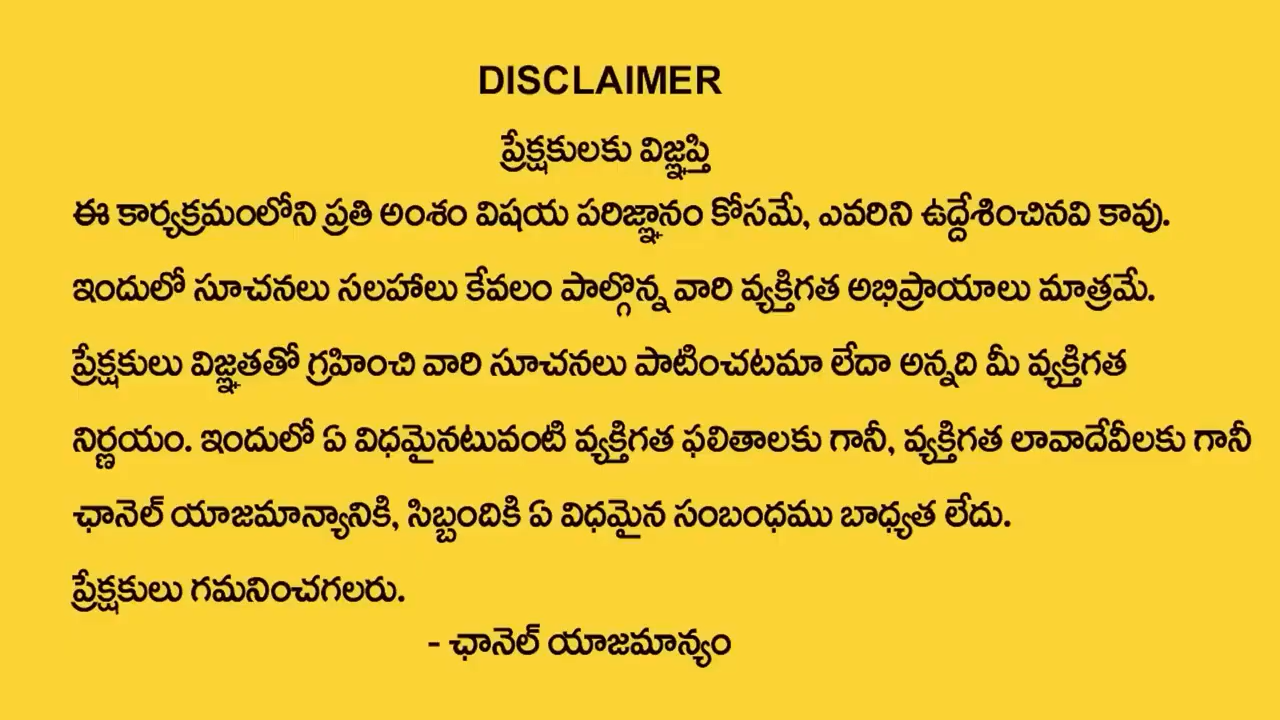 DISCLAIMER
ప్రేక్షకులకు విజ్ఞప్తి
ఈ కార్యక్రమంలోని ప్రతి అంశం విషయ పరిజ్ఞానం కోసమే, ఎవరిని ఉద్దేశించినవి కావు.
ఇందులో సూచనలు సలహాలు కేవలం పాల్గొన్న వారి వ్యక్తిగత అభిప్రాయాలు మాత్రమే.
ప్రేక్షకులు విజ్ఞతతో గ్రహించి వారి సూచనలు పాటించటమా లేదా అన్నది మీ వ్యక్తిగత
నిర్ణయం. ఇందులో ఏ విధమైనటువంటి వ్యక్తిగత ఫలితాలకు గానీ, వ్యక్తిగత లావాదేవీలకు గానీ
ఛానెల్ యాజమాన్యానికి, సిబ్బందికి ఏ విధమైన సంబంధము బాధ్యత లేదు.
ప్రేక్షకులు గమనించగలరు.
- ఛానెల్ యాజమాన్యం